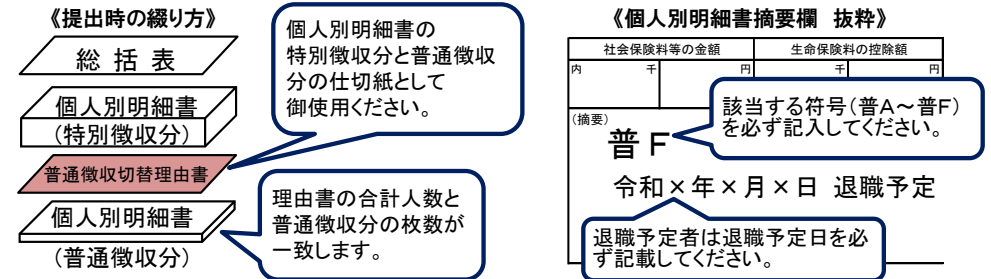 《提出時の綴り方》
総 括 表
個人別明細書
(特別徴収分)
普通徴収切替理由書
個人別明細書
(普通徴収分)
個人別明細書の
特別徴収分と普通徴収
分の仕切紙として
御使用ください。
理由書の合計人数と
普通徴収分の枚数が
一致します。
《個人別明細書摘要欄 抜粋》
社会保険料等の金額 生命保険料の控除額
内 千 円 千 円
(摘要)
普F
令和×年×月×日 退職予定
該当する符号(普A～普F)
を必ず記入してください。
退職予定者は退職予定日を必
ず記載してください。